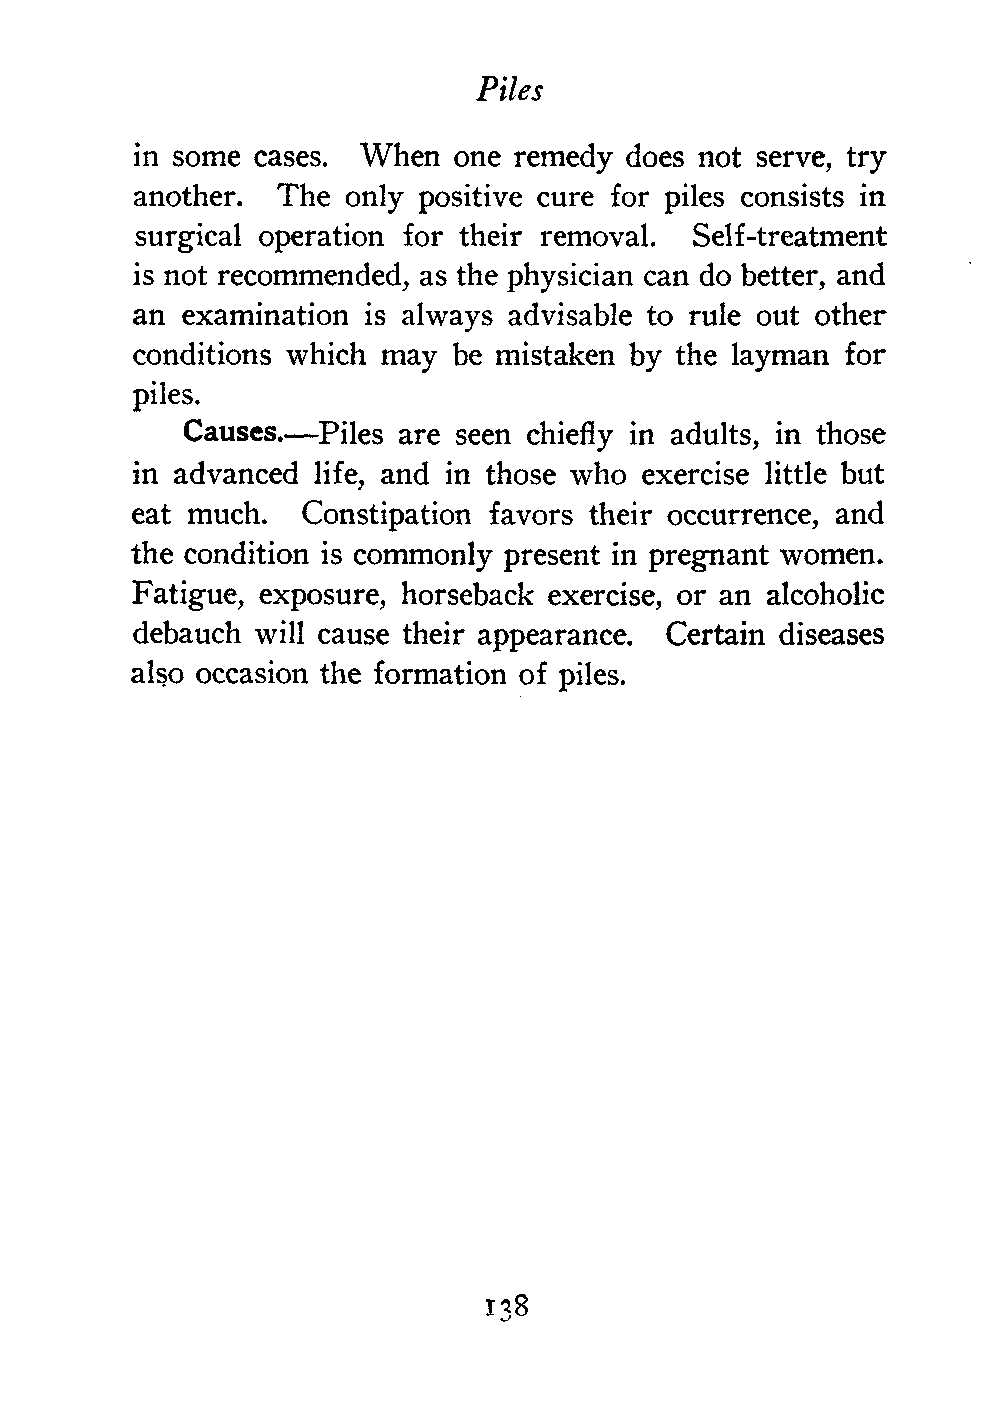 Piles
in some cases. When one remedy does not serve, try
another. The only positive cure for piles consists in
surgical operation for their removal. Self-treatment
is not recommended, as the physician can do better, and
an examination is always advisable to rule out other
conditions which may be mistaken by the layman for
piles.
Causes.—Piles are seen chiefly in adults, in those
in advanced life, and in those who exercise little but
eat much. Constipation favors their occurrence, and
the condition is commonly present in pregnant women.
Fatigue, exposure, horseback exercise, or an alcoholic
debauch will cause their appearance. Certain diseases
also occasion the formation of piles.
138